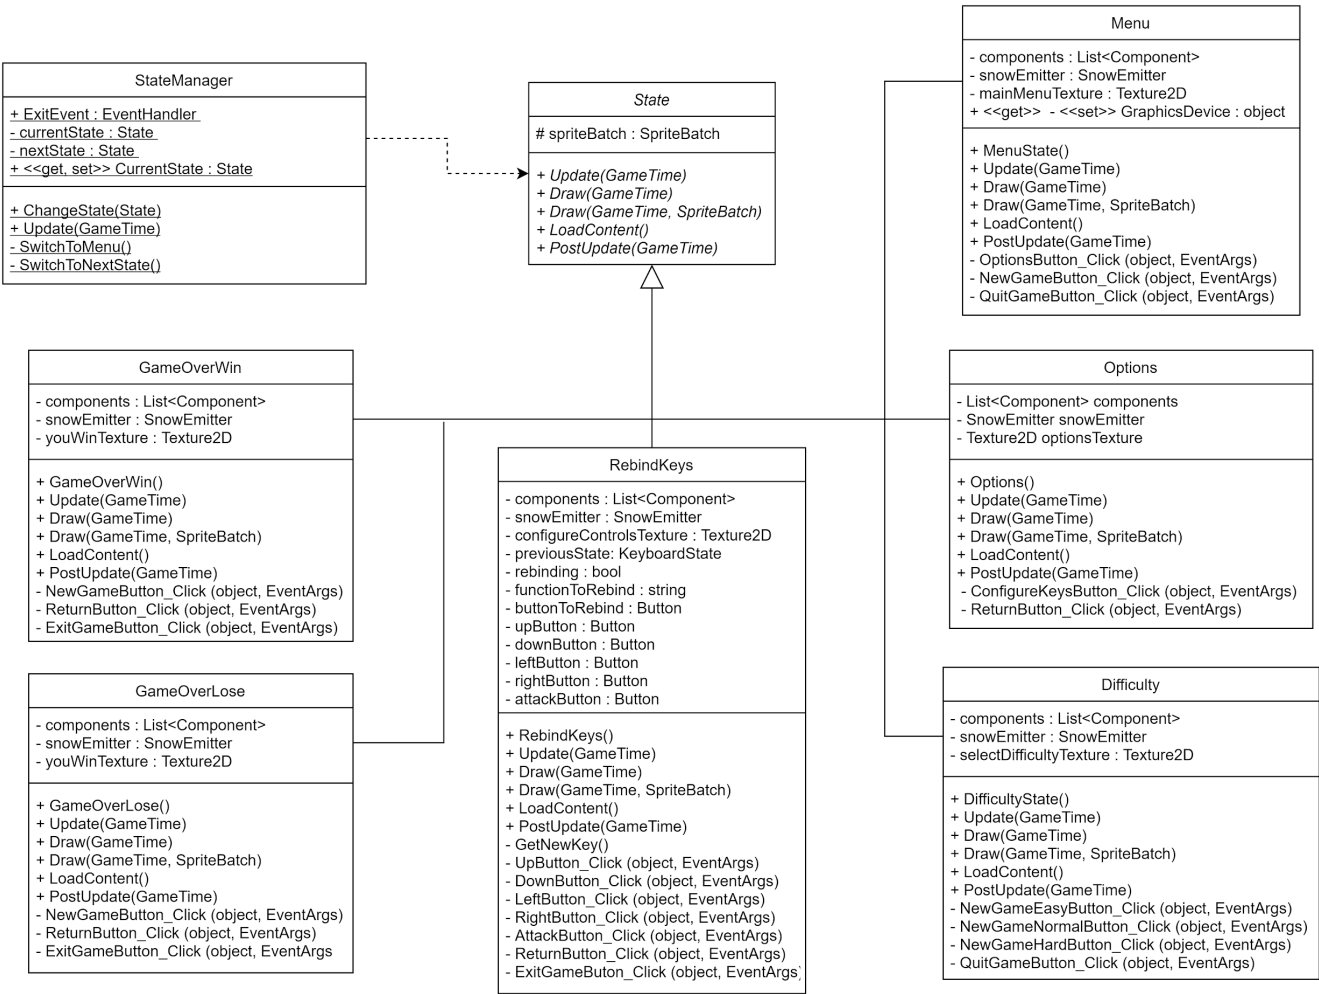 StateManager
+ ExitEvent : EventHandler
- currentState : State
- nextState : State
+ <<get, set>> CurrentState : State
+ ChangeState(State)
+ Update(GameTime)
- SwitchToMenu()
- SwitchToNextState()
State
# spriteBatch : SpriteBatch
+ Update(GameTime)
+ Draw(GameTime)
+ Draw(GameTime, SpriteBatch)
+ LoadContent()
+ PostUpdate(GameTime)
Menu
- components : List<Component>
- snowEmitter : SnowEmitter
- mainMenuTexture : Texture2D
+ <<get>> - <<set>> GraphicsDevice : object
+ MenuState()
+ Update(GameTime)
+ Draw(GameTime)
+ Draw(GameTime, SpriteBatch)
+ LoadContent()
+ PostUpdate(GameTime)
- OptionsButton_Click (object, EventArgs)
- NewGameButton_Click (object, EventArgs)
- QuitGameButton_Click (object, EventArgs)
GameOverWin
- components : List<Component>
- snowEmitter : SnowEmitter
- youWinTexture : Texture2D
+ GameOverWin()
+ Update(GameTime)
+ Draw(GameTime)
+ Draw(GameTime, SpriteBatch)
+ LoadContent()
+ PostUpdate(GameTime)
- NewGameButton_Click (object, EventArgs)
- ReturnButton_Click (object, EventArgs)
- ExitGameButton_Click (object, EventArgs)
Options
- List<Component> components
- SnowEmitter snowEmitter
- Texture2D optionsTexture
+ Options()
+ Update(GameTime)
+ Draw(GameTime)
+ Draw(GameTime, SpriteBatch)
+ LoadContent()
+ PostUpdate(GameTime)
- ConfigureKeysButton_Click (object, EventArgs)
- ReturnButton_Click (object, EventArgs)
RebindKeys
- components : List<Component>
- snowEmitter : SnowEmitter
- configureControlsTexture : Texture2D
- previousState: KeyboardState
- rebinding : bool
- functionToRebind : string
- buttonToRebind : Button
- upButton : Button
- downButton : Button
- leftButton : Button
- rightButton : Button
- attackButton : Button
+ RebindKeys()
+ Update(GameTime)
+ Draw(GameTime)
+ Draw(GameTime, SpriteBatch)
+ LoadContent()
+ PostUpdate(GameTime)
- GetNewKey()
- UpButton_Click (object, EventArgs)
- DownButton_Click (object, EventArgs)
- LeftButton_Click (object, EventArgs)
- RightButton_Click (object, EventArgs)
- AttackButton_Click (object, EventArgs)
- ReturnButton_Click (object, EventArgs)
- ExitGameButon_Click (object, EventArgs)
GameOverLose
- components : List<Component>
- snowEmitter : SnowEmitter
- youWinTexture : Texture2D
+ GameOverLose()
+ Update(GameTime)
+ Draw(GameTime)
+ Draw(GameTime, SpriteBatch)
+ LoadContent()
+ PostUpdate(GameTime)
- NewGameButton_Click (object, EventArgs)
- ReturnButton_Click (object, EventArgs)
- ExitGameButton_Click (object, EventArgs
Difficulty
- components : List<Component>
- snowEmitter : SnowEmitter
- selectDifficultyTexture : Texture2D
+ DifficultyState()
+ Update(GameTime)
+ Draw(GameTime)
+ Draw(GameTime, SpriteBatch)
+ LoadContent()
+ PostUpdate(GameTime)
- NewGameEasyButton_Click (object, EventArgs)
- NewGameNormalButton_Click (object, EventArgs)
- NewGameHardButton_Click (object, EventArgs)
- QuitGameButton_Click (object, EventArgs)